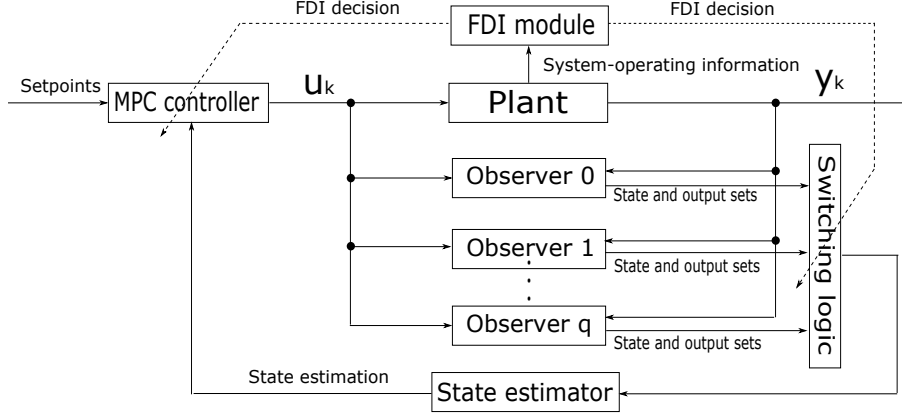 FDI decision
FDI module
FDI decision
System-operating information
Setpoints
MPC controller
uk
Plant
yk
Observer 0
State and output sets
Observer 1
State and output sets
Observer q
State and output sets
Switching logic
State estimation
State estimator